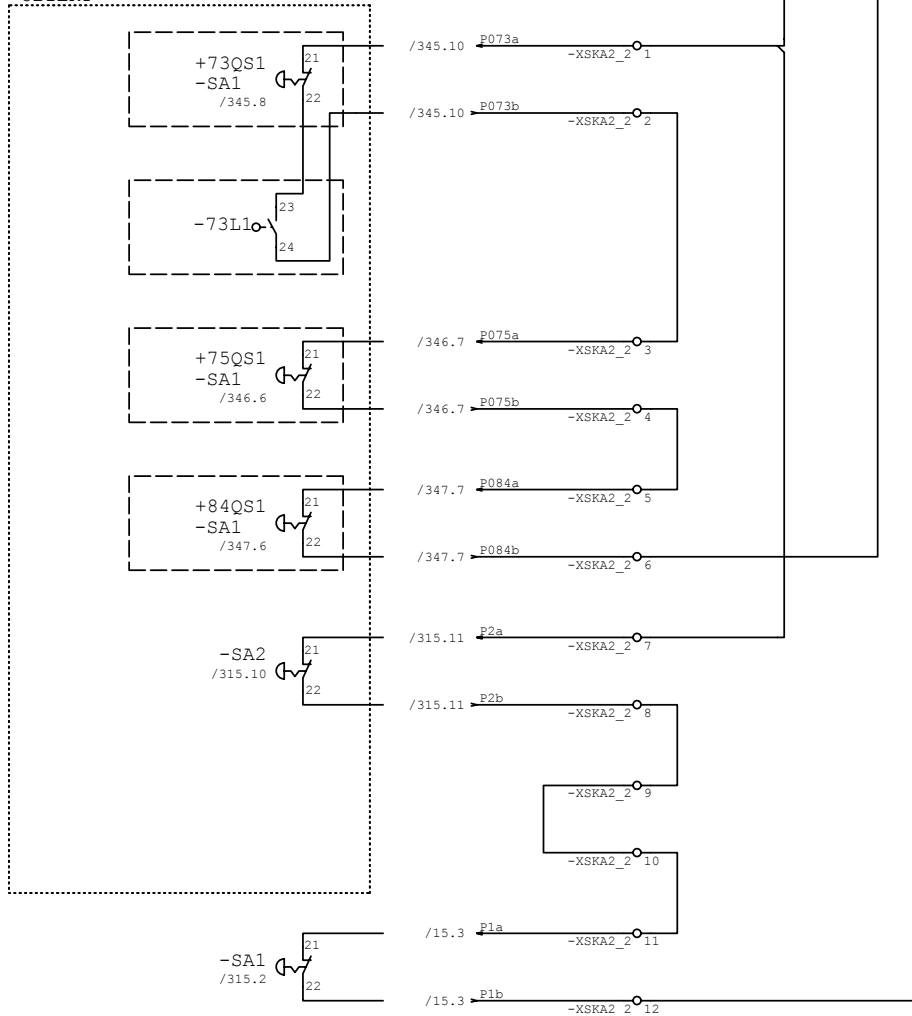 21
/345.10
P073a
-XSKA2_2
1
+73QS1
-SA1
/345.8
22
/345.10
P073b
-XSKA2_2
2
23
-73L1
24
/346.7
P075a
-XSKA2_2
3
21
+75QS1
-SA1
/346.6
22
/346.7
P075b
-XSKA2_2
4
/347.7
P084a
-XSKA2_2
5
21
+84QS1
-SA1
/347.6
22
/347.7
P084b
-XSKA2_2
6
/315.11
P2a
-XSKA2_2
7
21
-SA2
/315.10
22
/315.11
P2b
-XSKA2_2
8
-XSKA2_2
9
-XSKA2_2
10
/15.3
P1a
-XSKA2_2
11
21
-SA1
/315.2
22
/15.3
P1b
-XSKA2_2
12